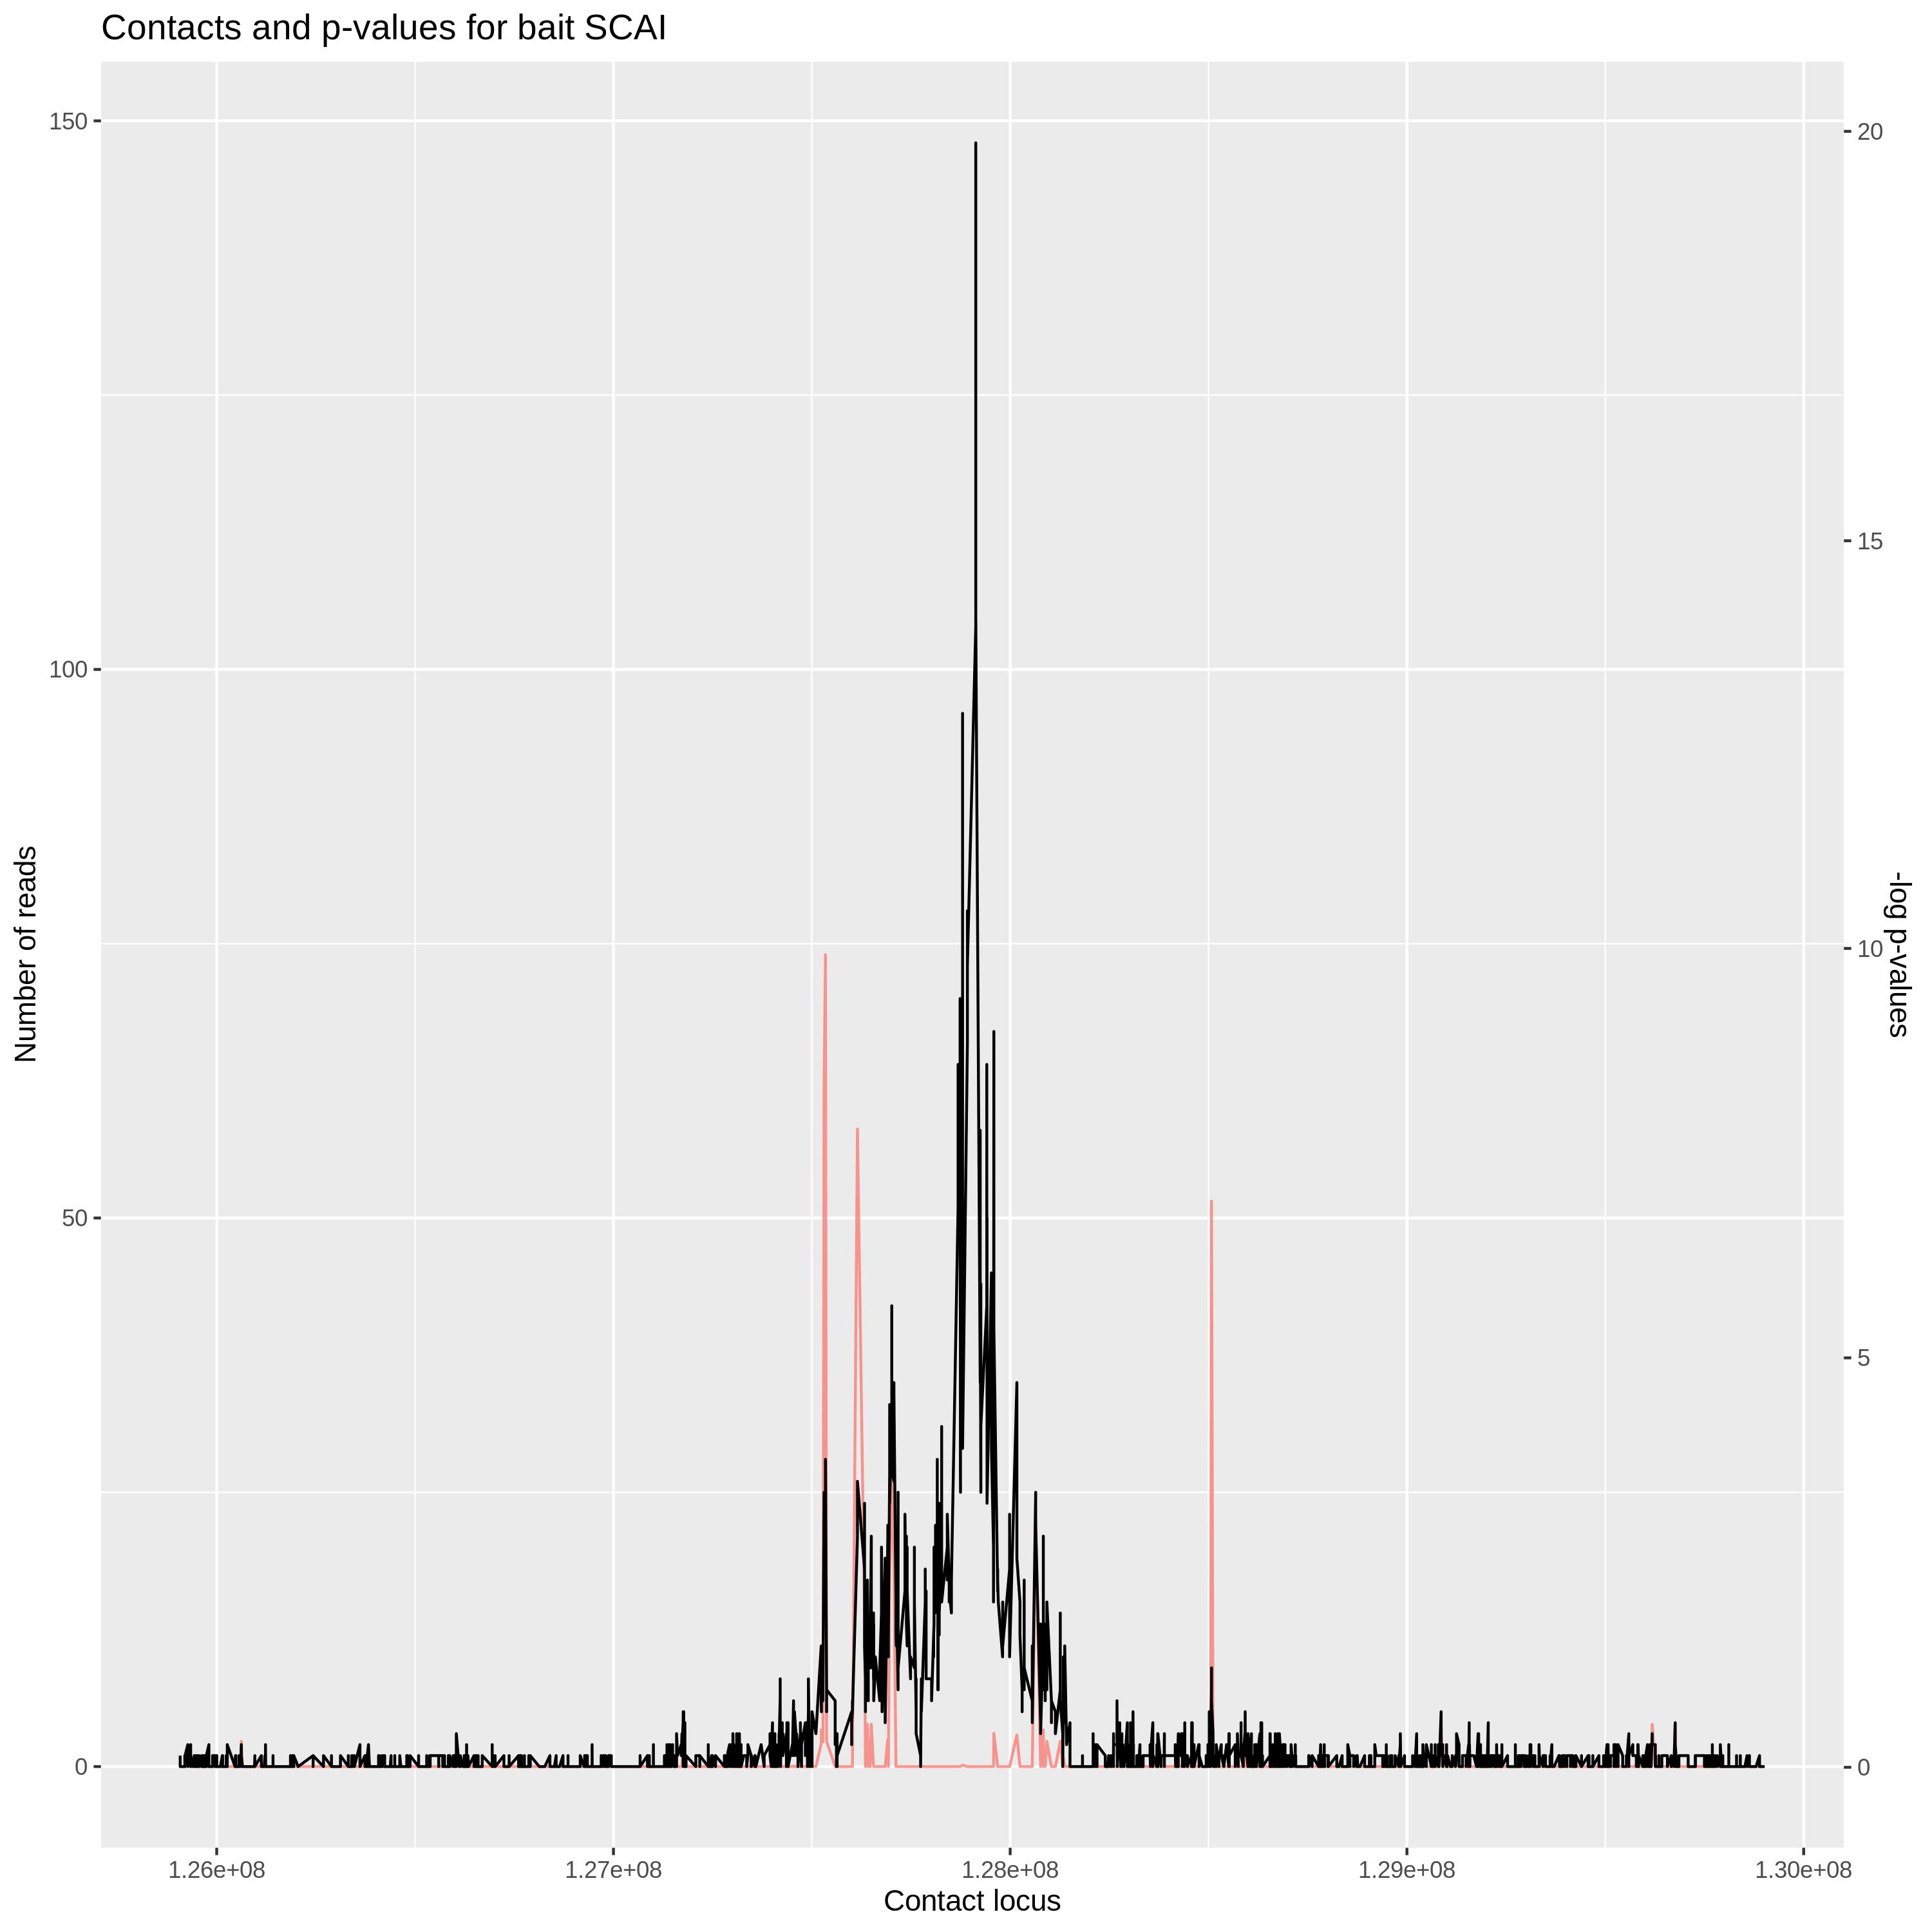 Contacts and p-values for bait SCAI
150
100
50
0
Number of reads
20
15
10
5
0
-log p-values
1.26e+08
1.27e+08
1.28e+08
1.29e+08
1.30e+08
Contact locus